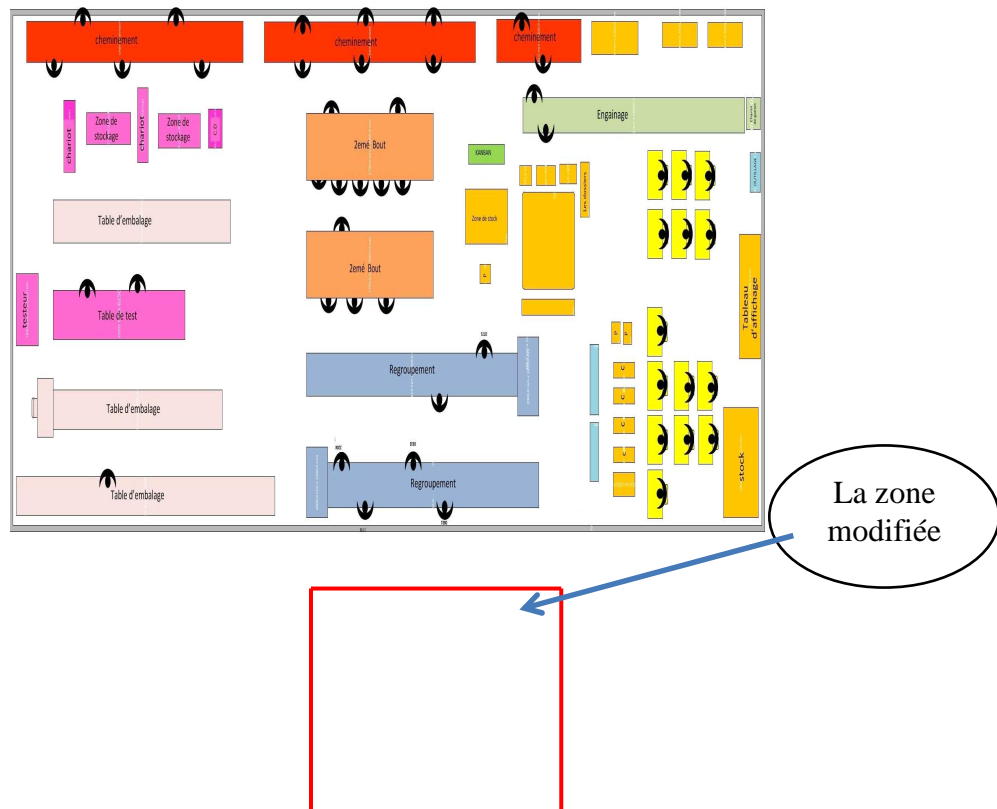 cheminement
cheminement
cheminement
chariot
Zone de
stockage
chariot
Zone de
stockage
C.D
Engainage
2emé Bout
KANBAN
Les dossiers
OUTILLAGE
Table d'embalage
Zone de stock
2emé Bout
P
Tableau
d'affichage
testeur
Table de test
P
P
Regroupement
C
C
C
C
Table d'embalage
Regroupement
stock
Table d'embalage
La zone
modifiée